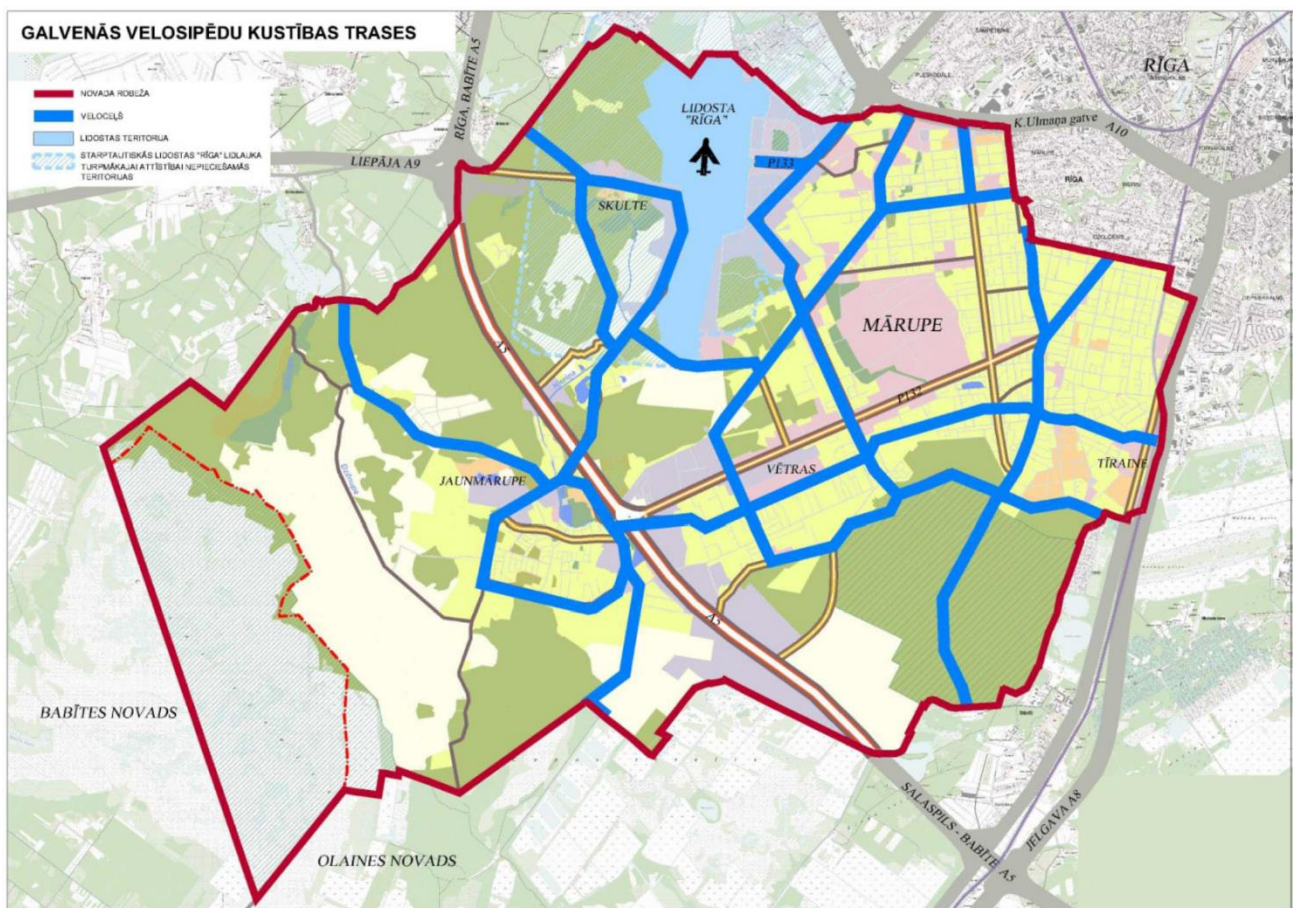 GALVENĀS VELOSIPĒDU KUSTĪBAS TRASES
NOVADA ROBEŽA
VELOCEĻŠ
LIDOSTAS TERITORIJA
STARPTAUTISKĀS LIDOSTAS "RĪGA" LIDLAUKA
TURPMĀKAJAI ATTĪSTĪBAI NEPIECIEŠAMĀS
TERITORIJAS
RĪGA, BABĪTE A5
LIEPĀJA A9
LIDOSTA
"RĪGA"
RĪGA
K.Ulmaņa gatve
A10
P133
RĪGA
SKULTE
MĀRUPE
A5
P132
JAUNMĀRUPE
VĒTRAS
TĪRAINE
A5
BABĪTES NOVADS
OLAINES NOVADS
SALASPILS - BABĪTE A5
JELGAVA A8